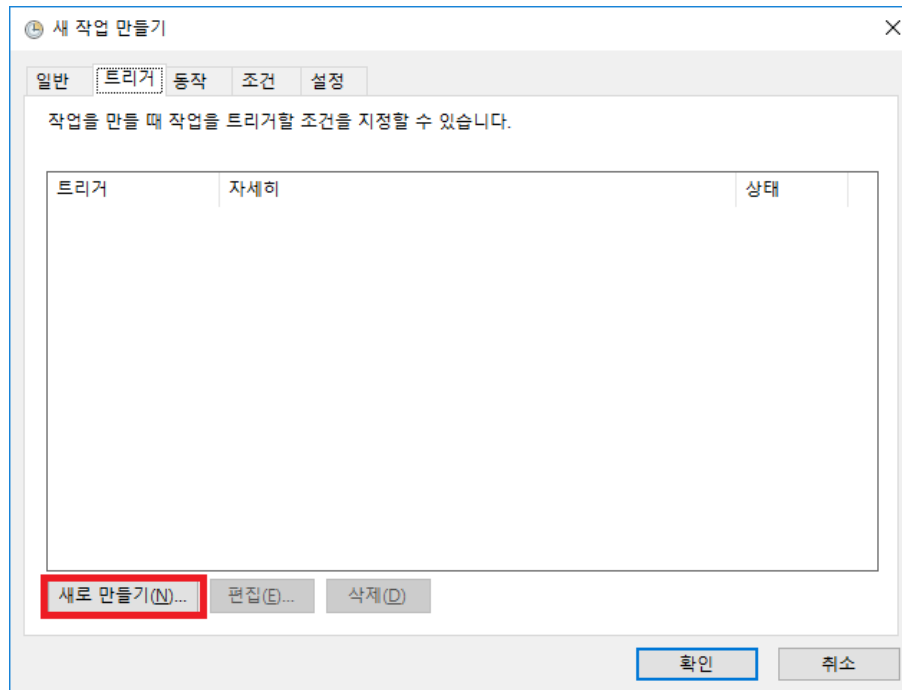 새 작업 만들기
일반 트리거 동작 조건 설정
작업을 만들 때 작업을 트리거할 조건을 지정할 수 있습니다.
트리거 자세히 상태
새로 만들기(N)... 편집(E)... 삭제(D)
확인 취소